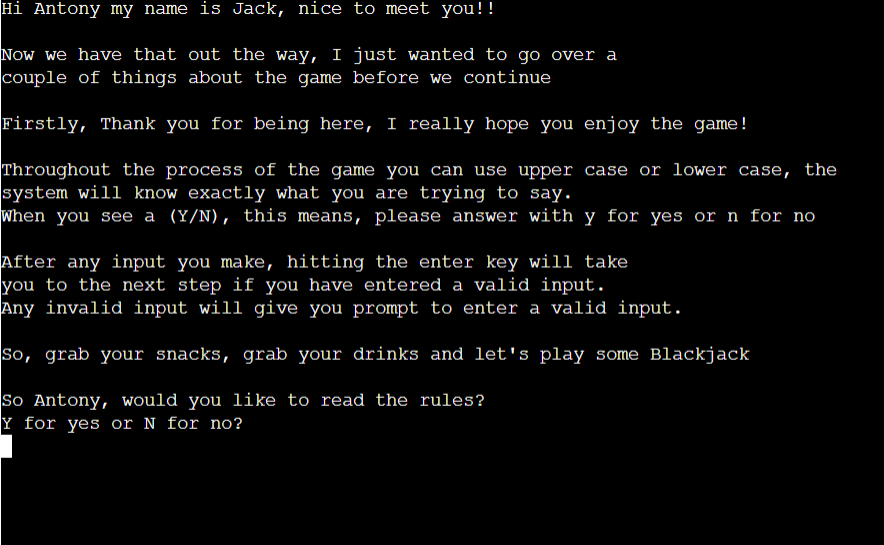 Hi Antony my name is Jack, nice to meet you!!
Now we have that out the way, I just wanted to go over a
couple of things about the game before we continue
Firstly, Thank you for being here, I really hope you enjoy the game!
Throughout the process of the game you can use upper case or lower case, the
system will know exactly what you are trying to say.
When you see a (Y/N), this means, please answer with y for yes or n for no
After any input you make, hitting the enter key will take
you to the next step if you have entered a valid input.
Any invalid input will give you prompt to enter a valid input.
So, grab your snacks, grab your drinks and let's play some Blackjack
So Antony, would you like to read the rules?
Y for yes or N for no?